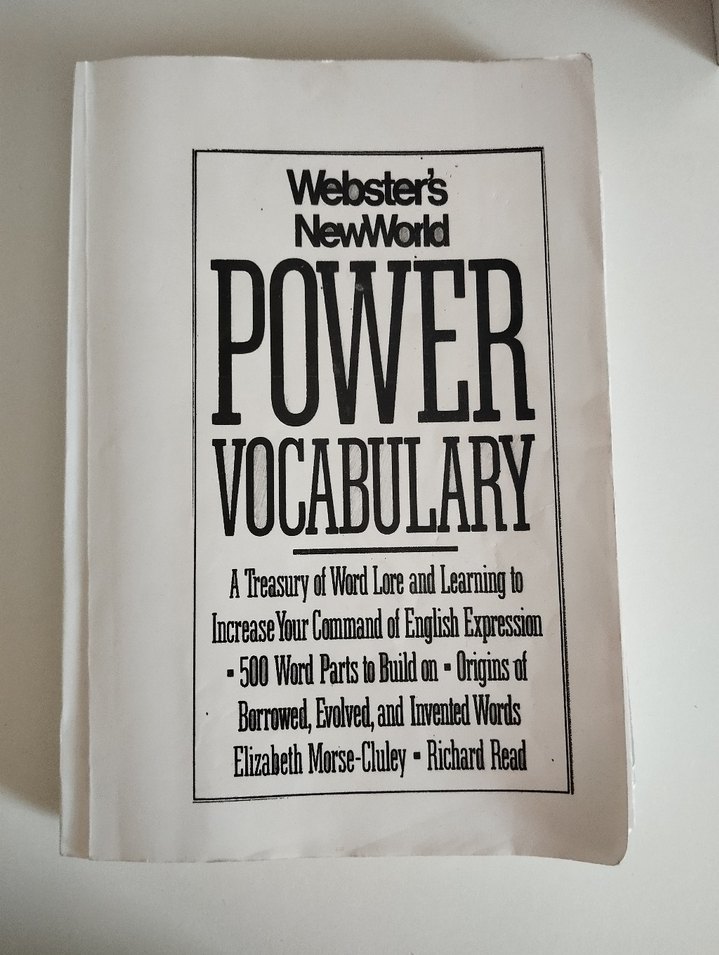 Webster's
NewWorld
POWER
VOCABULARY
A Treasury of Word Lore and Learning to
Increase Your Command of English Expression
▪ 500 Word Parts to Build on ▪ Origins of
Borrowed, Evolved, and Invented Words
Elizabeth Morse-Cluley ▪ Richard Read